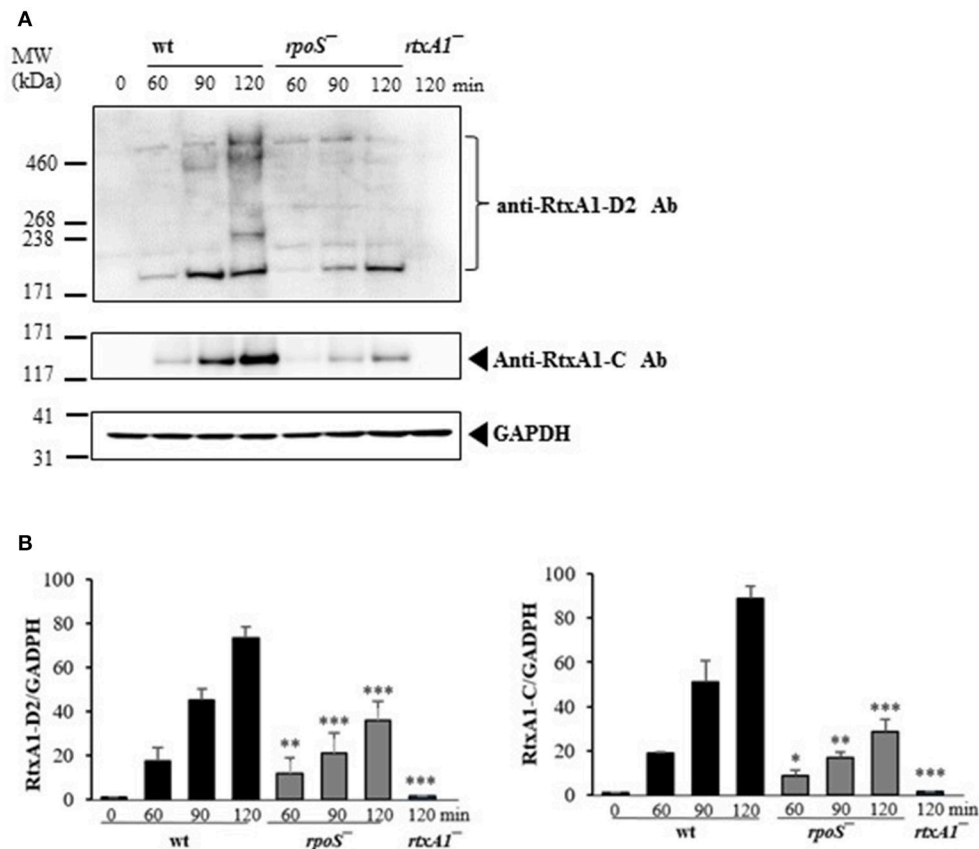 A
MW
(kDa)
wt rpoS⁻ rtxA1⁻
0 60 90 120 60 90 120 120 min
460
268
238
171
anti-RtxA1-D2 Ab
171
117
Anti-RtxA1-C Ab
41
31
GAPDH
B
RtxA1-D2/GADPH
100
80
60
40
20
0
** *** *** ***
0 60 90 120 60 90 120 120 min
wt rpoS⁻ rtxA1⁻
RtxA1-C/GADPH
100
80
60
40
20
0
* ** *** ***
0 60 90 120 60 90 120 120 min
wt rpoS⁻ rtxA1⁻